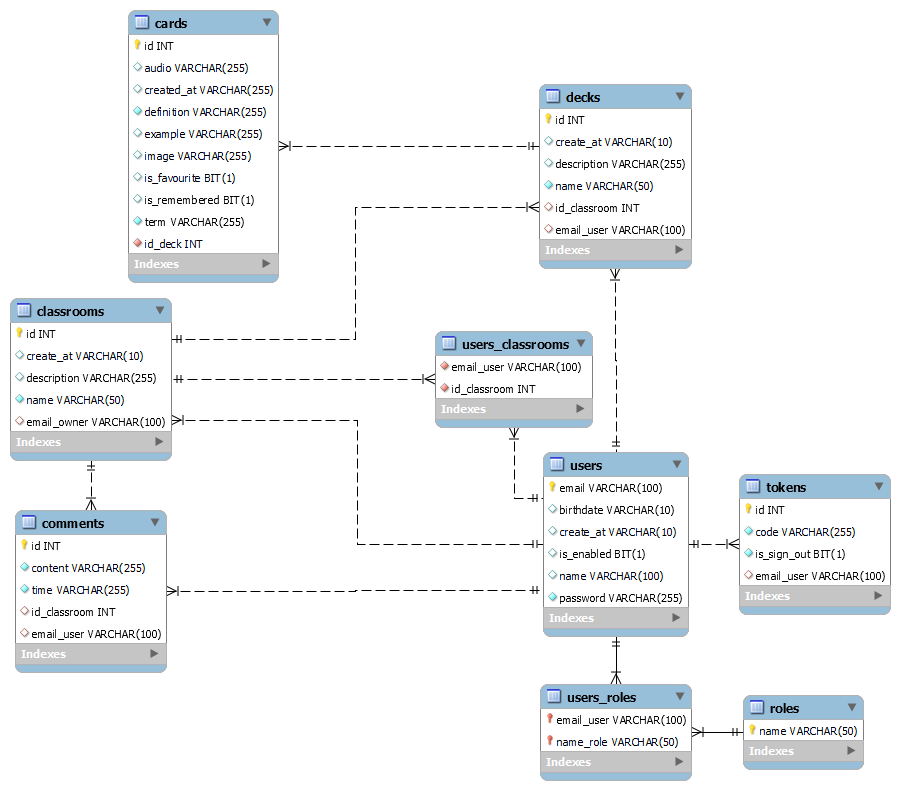 cards
id INT
audio VARCHAR(255)
created_at VARCHAR(255)
definition VARCHAR(255)
example VARCHAR(255)
image VARCHAR(255)
is_favourite BIT(1)
is_remembered BIT(1)
term VARCHAR(255)
id_deck INT
Indexes
decks
id INT
create_at VARCHAR(10)
description VARCHAR(255)
name VARCHAR(50)
id_classroom INT
email_user VARCHAR(100)
Indexes
classrooms
id INT
create_at VARCHAR(10)
description VARCHAR(255)
name VARCHAR(50)
email_owner VARCHAR(100)
Indexes
users_classrooms
email_user VARCHAR(100)
id_classroom INT
Indexes
users
email VARCHAR(100)
birthdate VARCHAR(10)
create_at VARCHAR(10)
is_enabled BIT(1)
name VARCHAR(100)
password VARCHAR(255)
Indexes
tokens
id INT
code VARCHAR(255)
is_sign_out BIT(1)
email_user VARCHAR(100)
Indexes
comments
id INT
content VARCHAR(255)
time VARCHAR(255)
id_classroom INT
email_user VARCHAR(100)
Indexes
users_roles
email_user VARCHAR(100)
name_role VARCHAR(50)
Indexes
roles
name VARCHAR(50)
Indexes